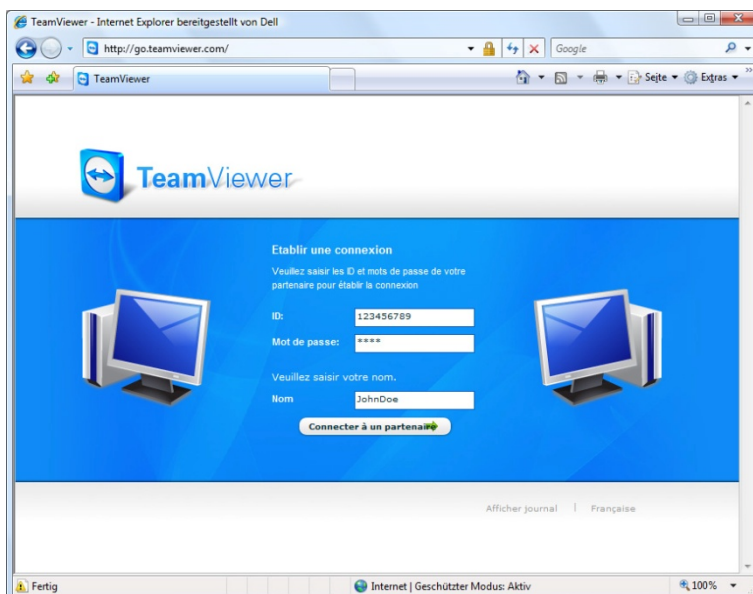 TeamViewer - Internet Explorer bereitgestellt von Dell
http://go.teamviewer.com/
Google
TeamViewer
Seite
Extras
TeamViewer
Etablir une connexion
Veuillez saisir les ID et mots de passe de votre
partenaire pour établir la connexion
ID: 123456789
Mot de passe: ****
Veuillez saisir votre nom.
Nom JohnDoe
Connecter à un partenaire
Afficher journal | Française
Fertig
Internet | Geschützter Modus: Aktiv
100%